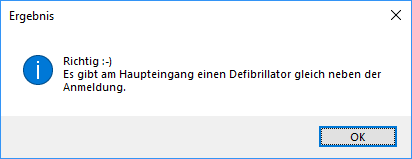 Ergebnis
Richtig :-)
Es gibt am Haupteingang einen Defibrillator gleich neben der
Anmeldung.
OK